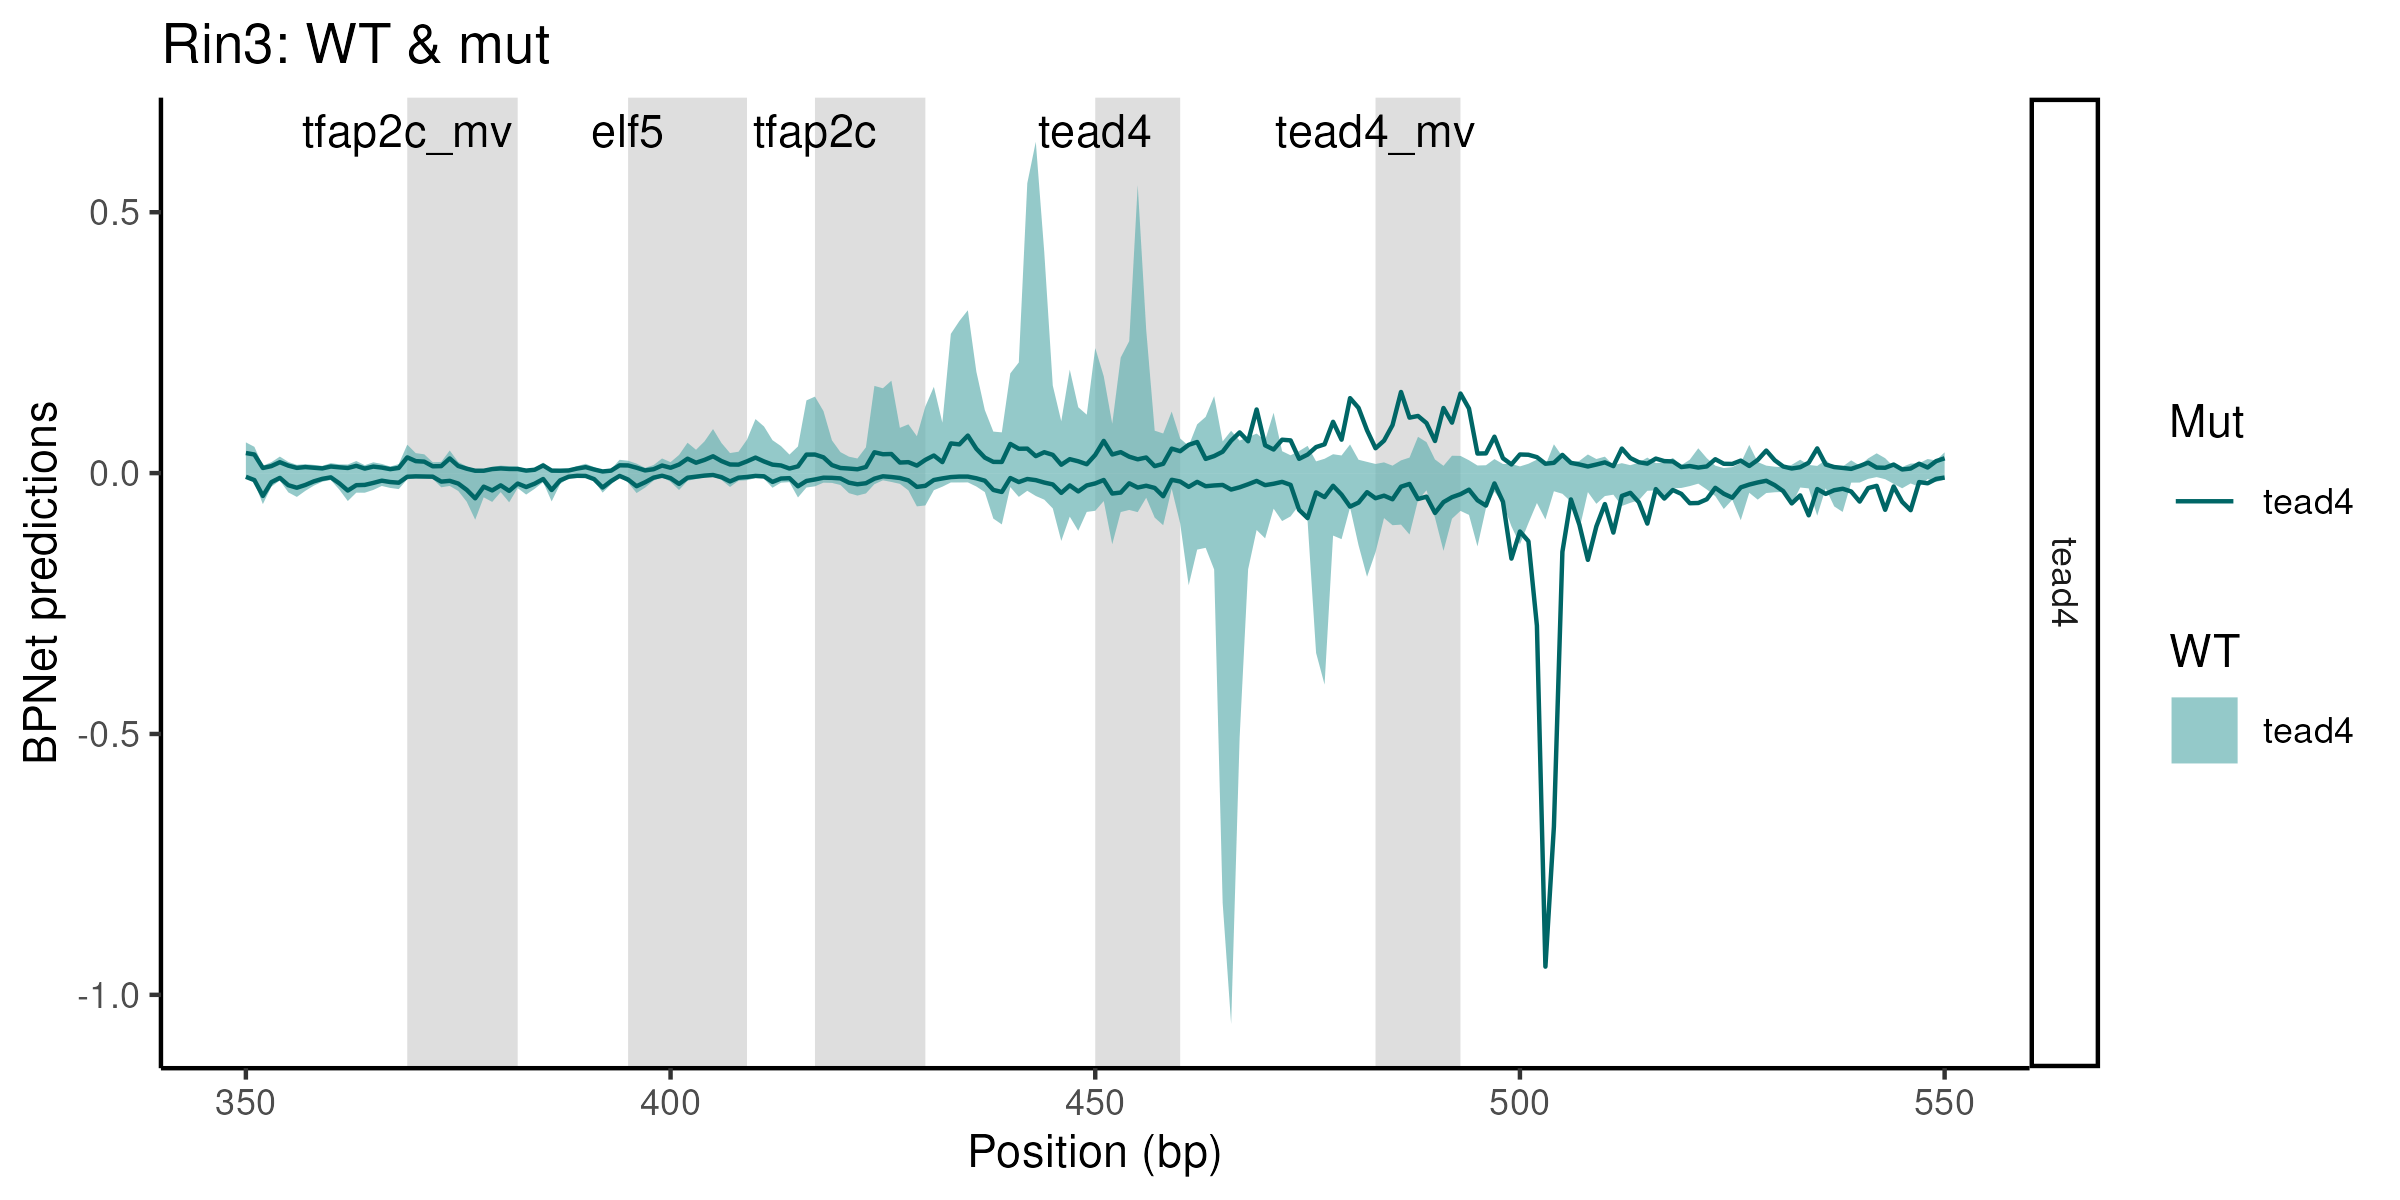 Rin3: WT & mut
tfap2c_mv
elf5
tfap2c
tead4
tead4_mv
0.5
0.0
-0.5
-1.0
BPNet predictions
350
400
450
500
550
Position (bp)
tead4
Mut
tead4
WT
tead4